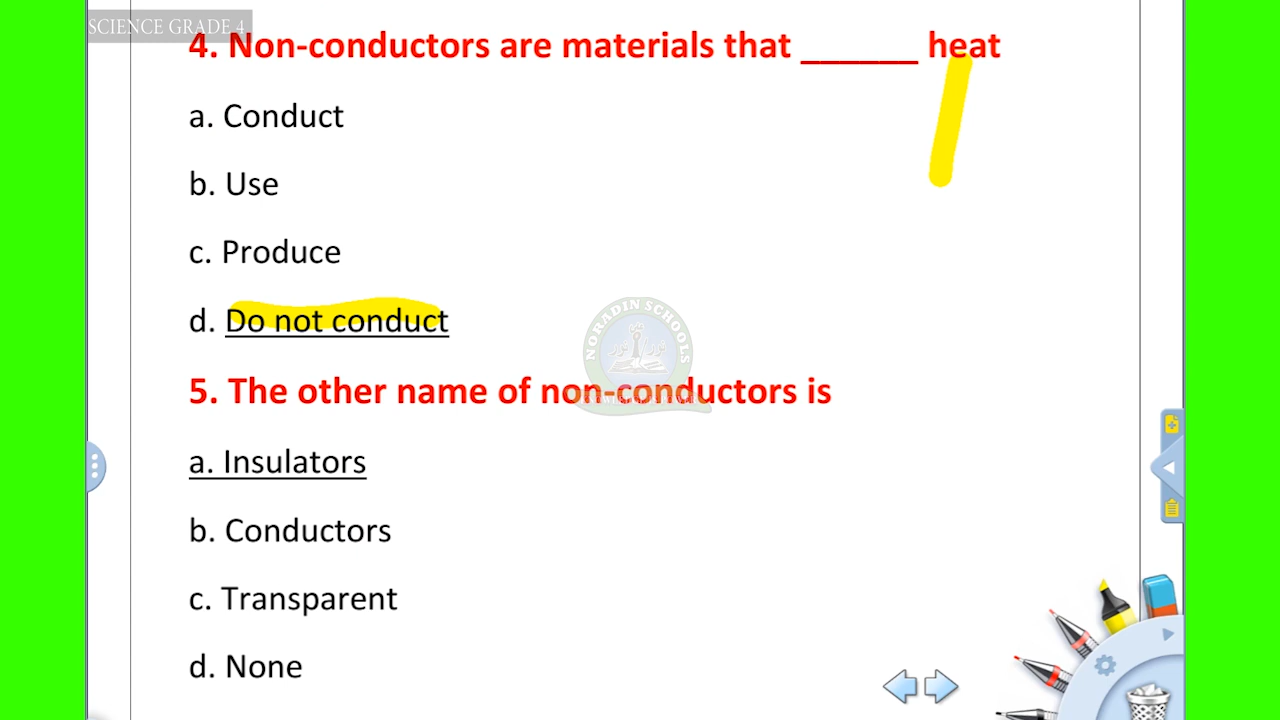 SCIENCE GRADE 4
4. Non-conductors are materials that ______ heat
a. Conduct
b. Use
c. Produce
d. Do not conduct
NORADIN SCHOOLS
5. The other name of non-conductors is
a. Insulators
b. Conductors
c. Transparent
d. None